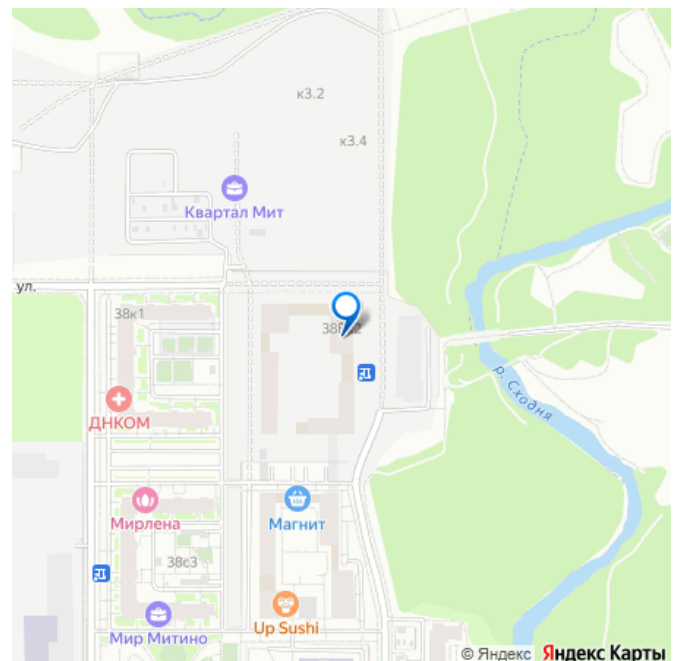 к3.2
к3.4
Квартал Мит
ул.
38к1
р. Сходня
ДНКОМ
Мирлена
Магнит
38с3
Up Sushi
Мир Митино
© Яндекс Яндекс Карты